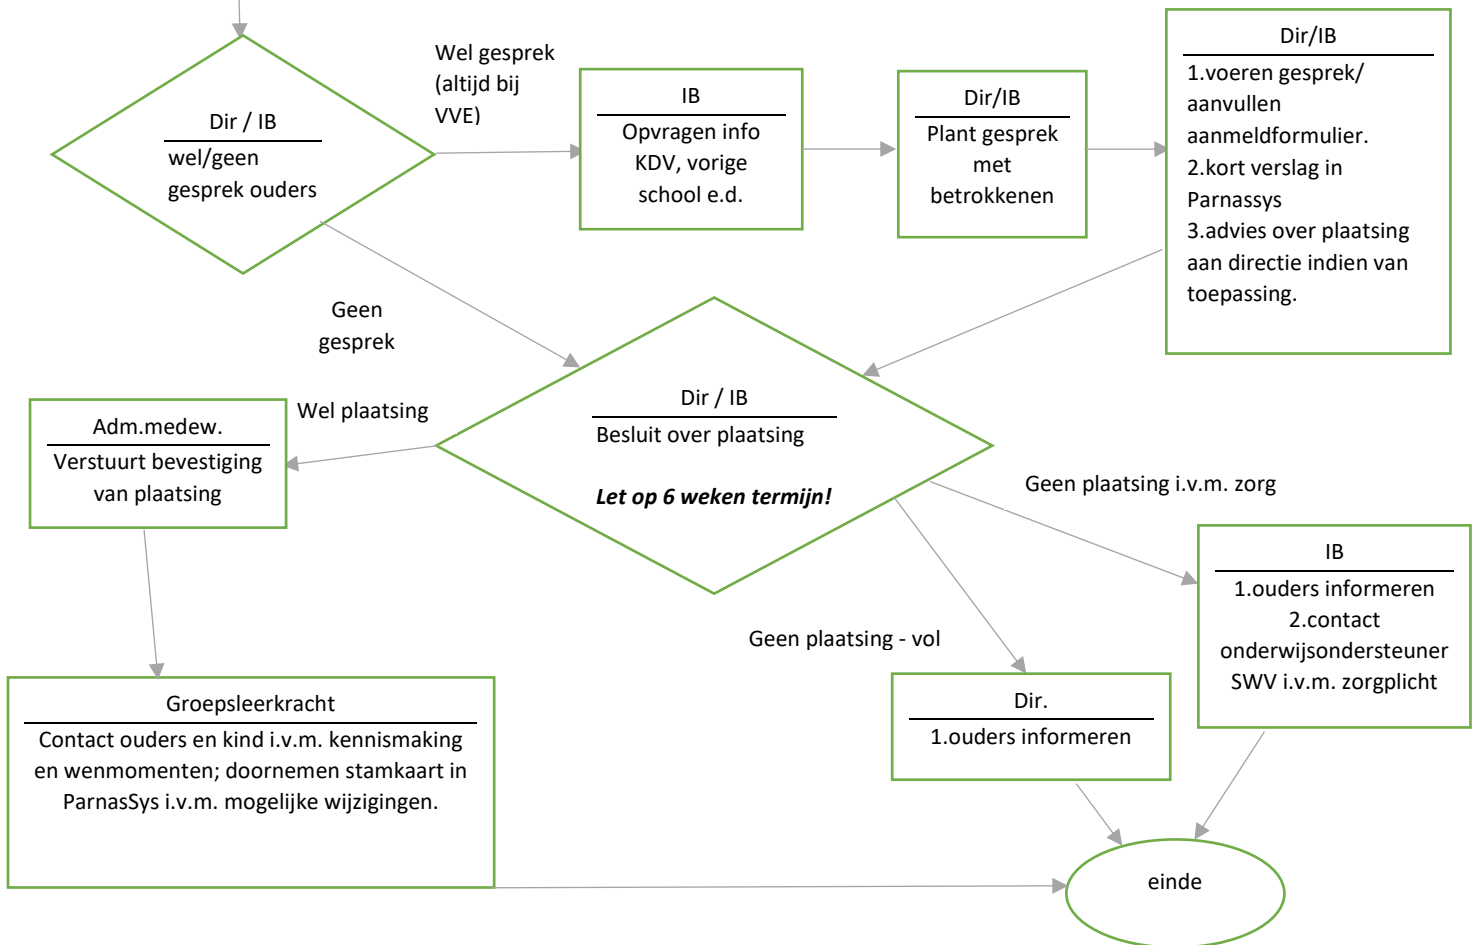 Dir / IB
wel/geen
gesprek ouders
Wel gesprek
(altijd bij
VVE)
IB
Opvragen info
KDV, vorige
school e.d.
Dir/IB
Plant gesprek
met
betrokkenen
Dir/IB
1.voeren gesprek/
aanvullen
aanmeldformulier.
2.kort verslag in
Parnassys
3.advies over plaatsing
aan directie indien van
toepassing.
Geen
gesprek
Dir / IB
Besluit over plaatsing
Let op 6 weken termijn!
Wel plaatsing
Adm.medew.
Verstuurt bevestiging
van plaatsing
Geen plaatsing i.v.m. zorg
IB
1.ouders informeren
2.contact
onderwijsondersteuner
SWV i.v.m. zorgplicht
Geen plaatsing - vol
Dir.
1.ouders informeren
Groepsleerkracht
Contact ouders en kind i.v.m. kennismaking
en wenmomenten; doornemen stamkaart in
ParnasSys i.v.m. mogelijke wijzigingen.
einde